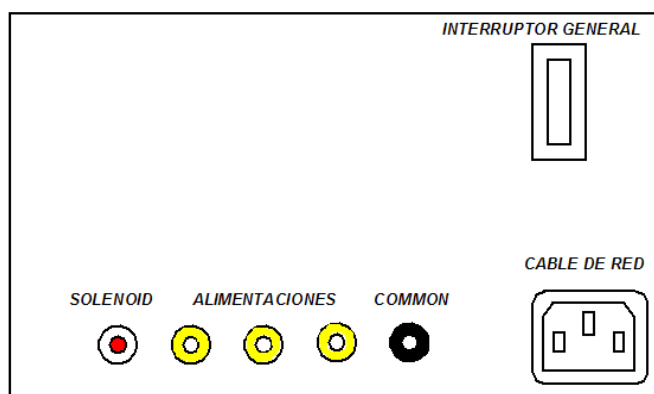 INTERRUPTOR GENERAL
CABLE DE RED
SOLENOID ALIMENTACIONES COMMON